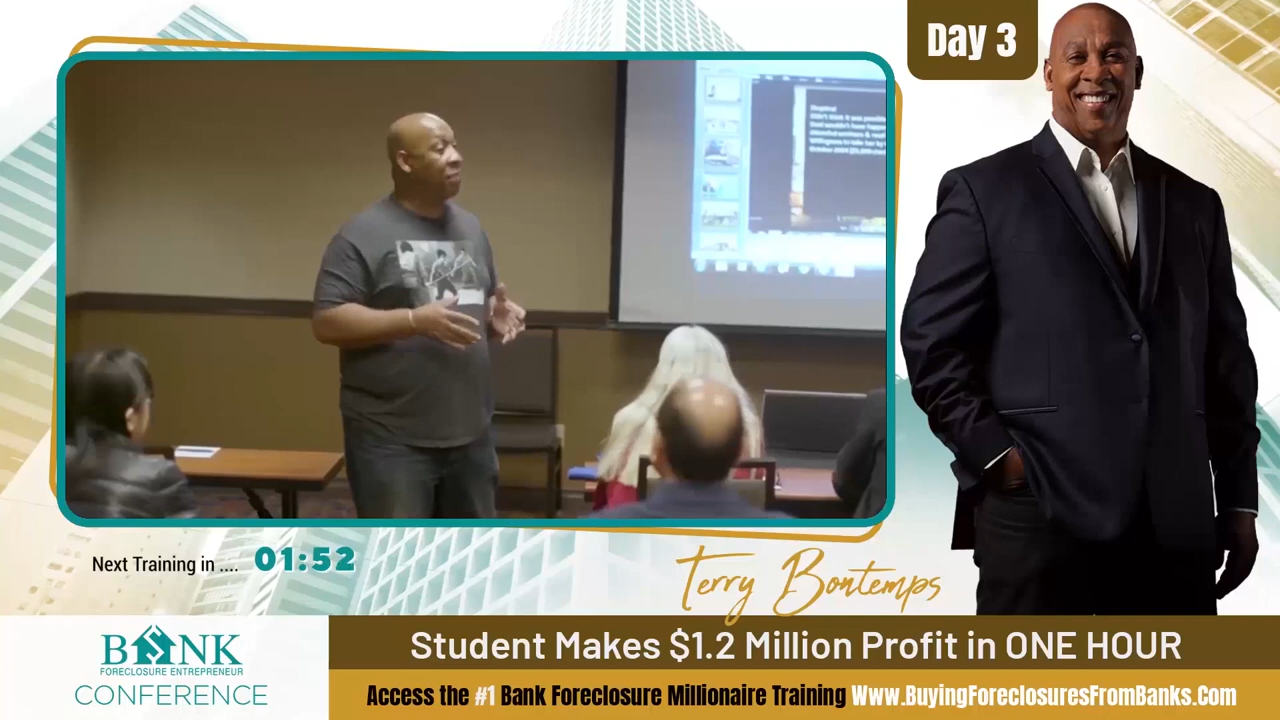 Day 3
Next Training in .... 01:52
Terry Bontemps
BANK
FORECLOSURE ENTREPRENEUR
CONFERENCE
Student Makes $1.2 Million Profit in ONE HOUR
Access the #1 Bank Foreclosure Millionaire Training Www.BuyingForeclosuresFromBanks.Com